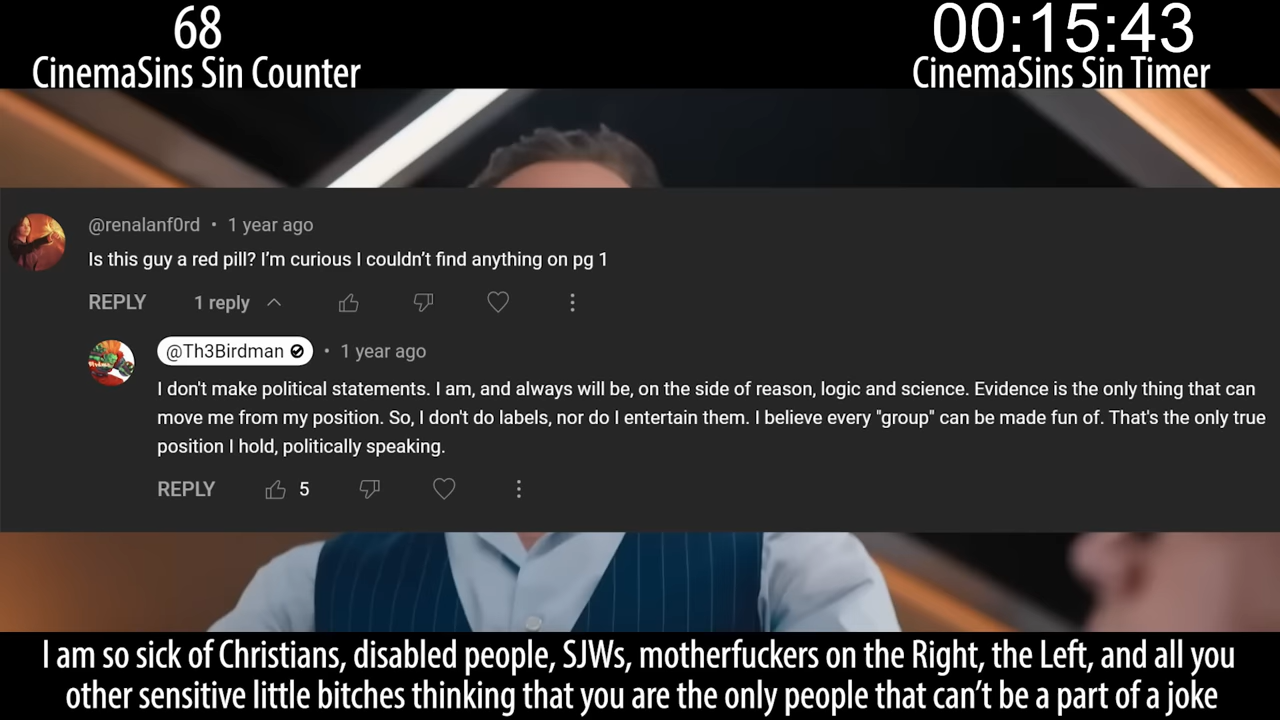 68
CinemaSins Sin Counter
00:15:43
CinemaSins Sin Timer
@renalanf0rd • 1 year ago
Is this guy a red pill? I’m curious I couldn’t find anything on pg 1
REPLY 1 reply
@Th3Birdman • 1 year ago
I don't make political statements. I am, and always will be, on the side of reason, logic and science. Evidence is the only thing that can
move me from my position. So, I don't do labels, nor do I entertain them. I believe every "group" can be made fun of. That's the only true
position I hold, politically speaking.
REPLY 5
I am so sick of Christians, disabled people, SJWs, motherfuckers on the Right, the Left, and all you
other sensitive little bitches thinking that you are the only people that can’t be a part of a joke